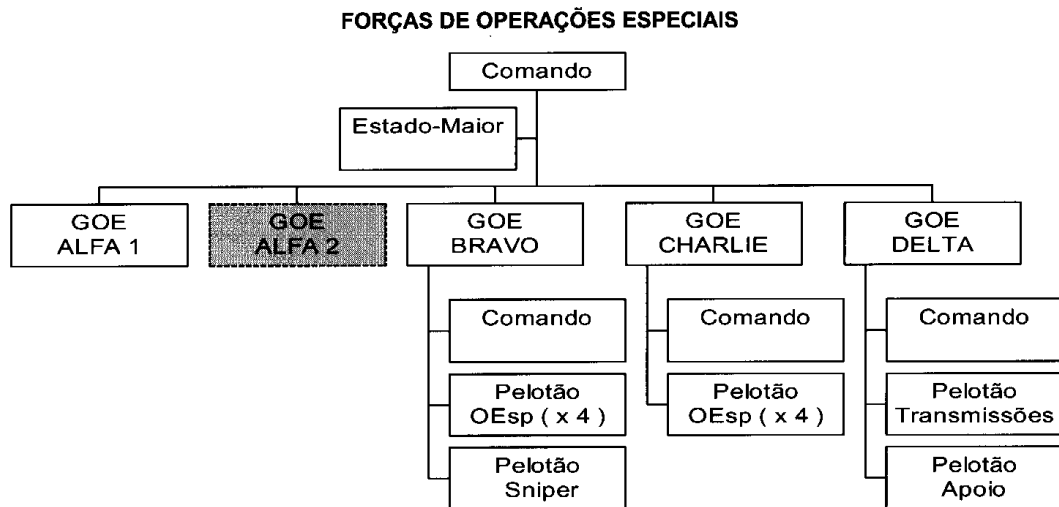 FORÇAS DE OPERAÇÕES ESPECIAIS
Comando
Estado-Maior
GOE
ALFA 1
GOE
ALFA 2
GOE
BRAVO
GOE
CHARLIE
GOE
DELTA
Comando
Pelotão
OEsp ( x 4 )
Pelotão
Sniper
Comando
Pelotão
OEsp ( x 4 )
Comando
Pelotão
Transmissões
Pelotão
Apoio